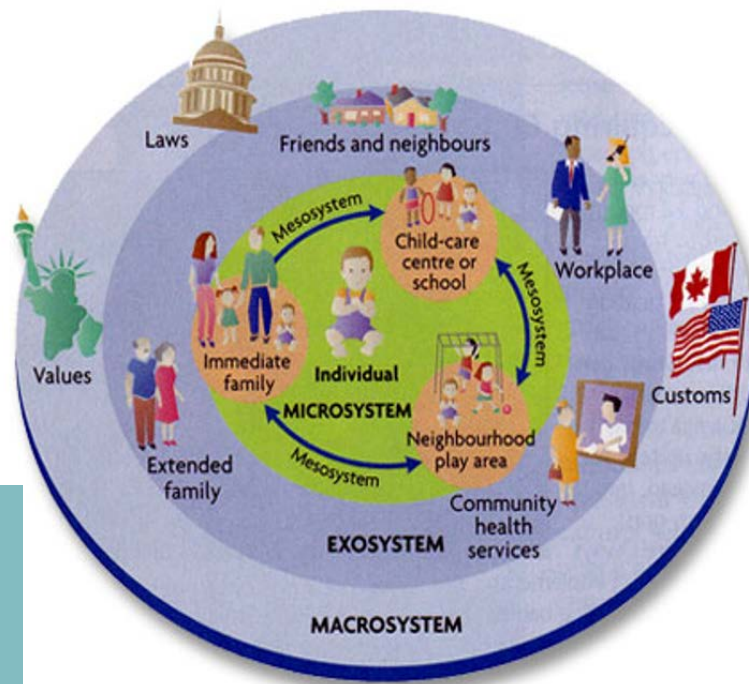 Laws
Friends and neighbours
Mesosystem
Child-care
centre or
school
Workplace
Mesosystem
Values
Immediate
family
Individual
MICROSYSTEM
Customs
Neighbourhood
play area
Mesosystem
Extended
family
Community
health
services
EXOSYSTEM
MACROSYSTEM